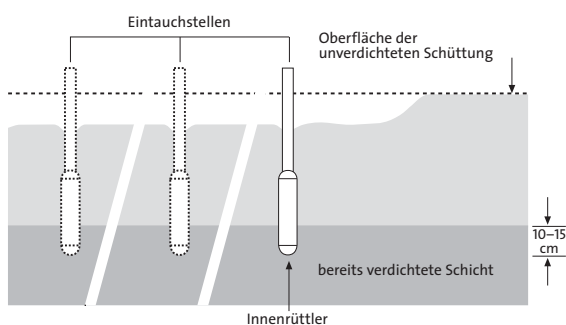 Eintauchstellen
Oberfläche der
unverdichteten Schüttung
10–15
cm
bereits verdichtete Schicht
Innenrüttler